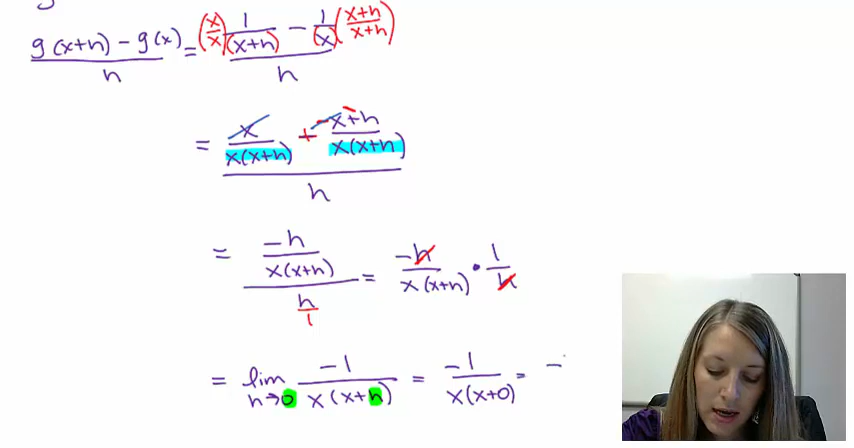 g
g(x+h) - g(x) / h = (x/x) 1/(x+h) - 1/(x) (x+h/x+h) / h
= x / x(x+h) + -x-h / x(x+h) / h
= -h / x(x+h) / h/1 = -h / x(x+h) · 1/h
= lim h→0 -1 / x(x+h) = -1 / x(x+0) = -